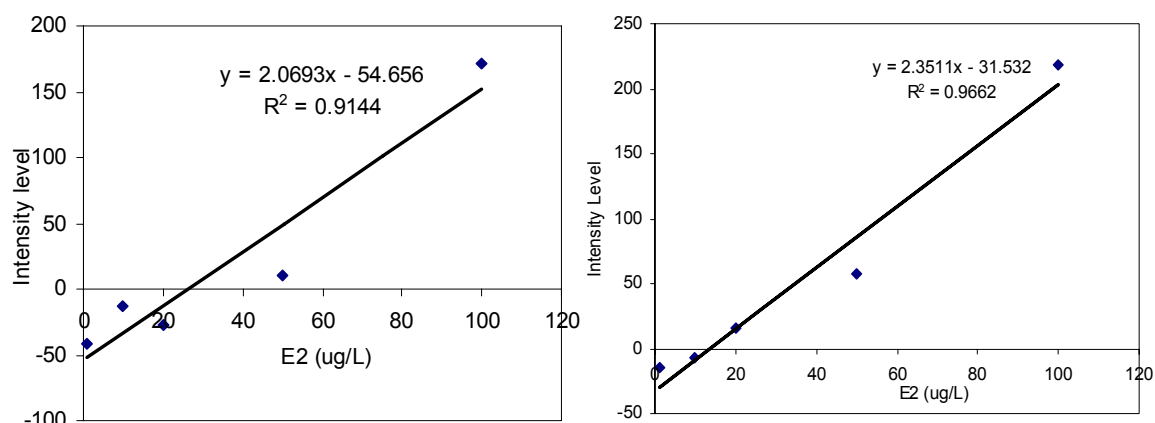 200
y = 2.0693x - 54.656
R² = 0.9144
150
100
50
0
-50
-100
0 20 40 60 80 100 120
Intensity level
E2 (ug/L)
250
y = 2.3511x - 31.532
R² = 0.9662
200
150
100
50
0
-50
0 20 40 60 80 100 120
Intensity Level
E2 (ug/L)